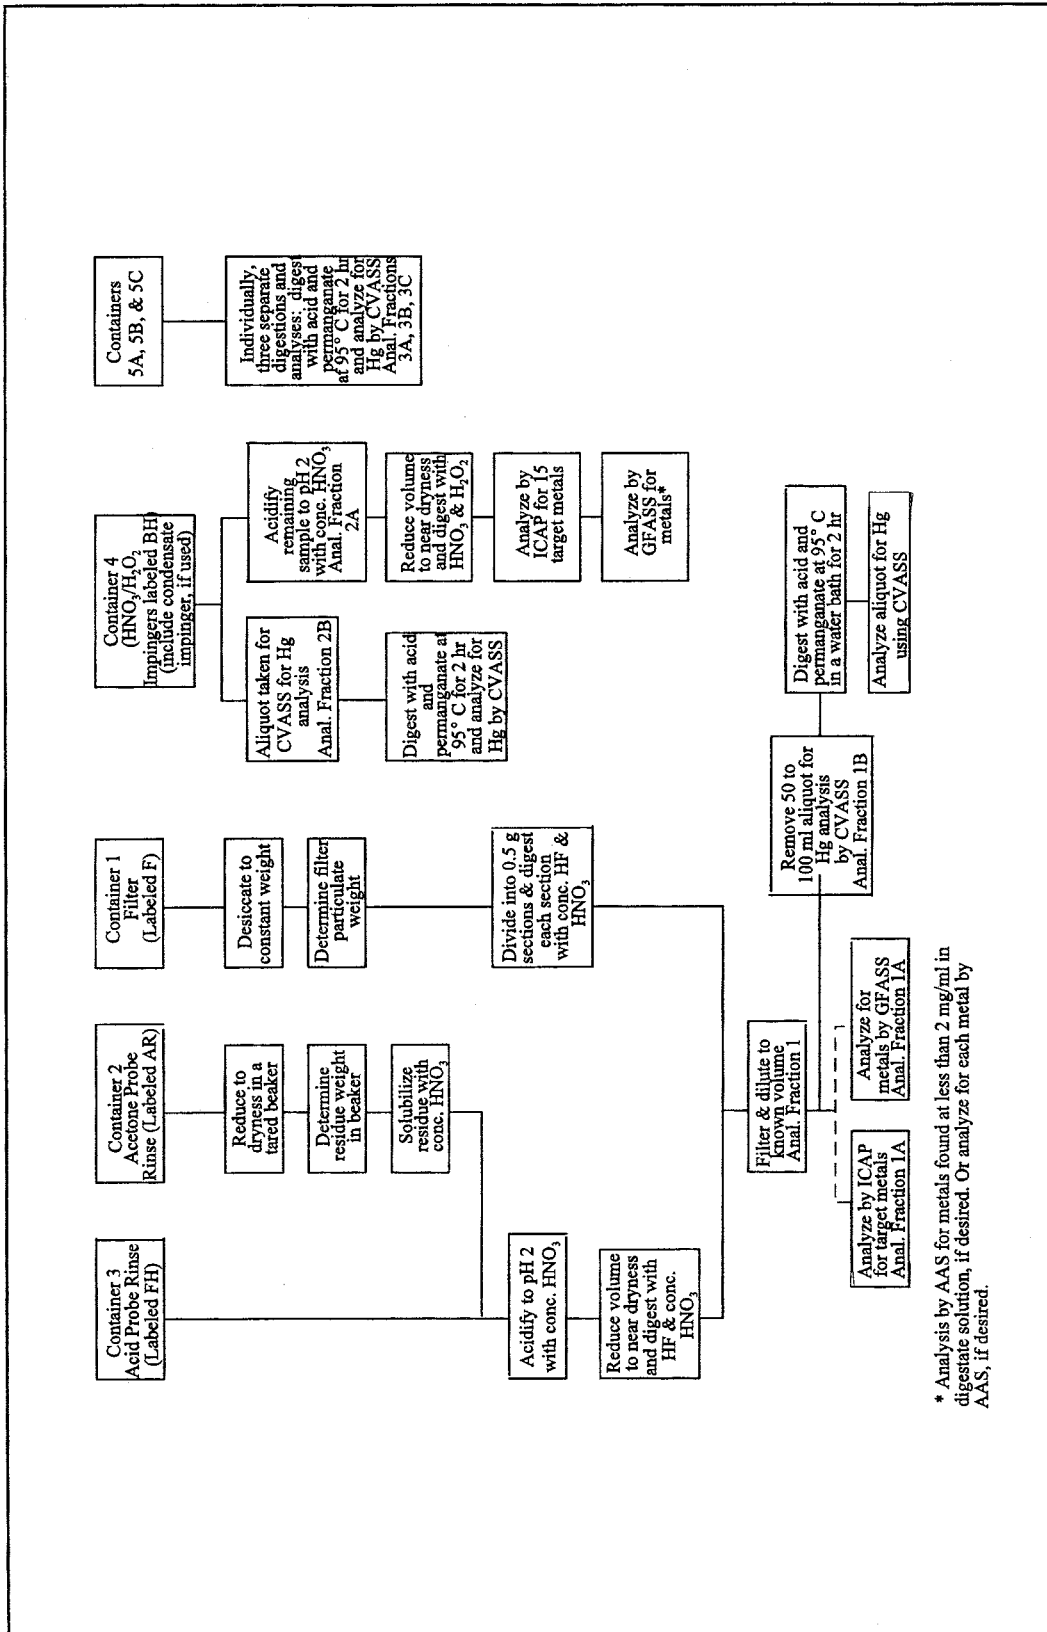 Container 3
Acid Probe Rinse
(Labeled FH)
Container 2
Acetone Probe
Rinse (Labeled AR)
Container 1
Filter
(Labeled F)
Container 4
(HNO₃/H₂O₂
Impingers labeled BH)
(include condensate
impinger, if used)
Containers
5A, 5B, & 5C
Reduce to
dryness in a
tared beaker
Determine
residue weight
in beaker
Solubilize
residue with
conc. HNO₃
Desiccate to
constant weight
Determine filter
particulate
weight
Divide into 0.5 g
sections & digest
each section
with conc. HF &
HNO₃
Aliquot taken for
CVASS for Hg
analysis
Anal. Fraction 2B
Digest with acid
and
permanganate at
95° C for 2 hr
and analyze for
Hg by CVASS
Acidify
remaining
sample to pH 2
with conc. HNO₃
Anal. Fraction
2A
Reduce volume
to near dryness
and digest with
HNO₃ & H₂O₂
Analyze by
ICAP for 15
target metals
Analyze by
GFASS for
metals*
Individually,
three separate
digestions and
analyses: digest
with acid and
permanganate
at 95° C for 2 hr
and analyze for
Hg by CVASS
Anal. Fractions
3A, 3B, 3C
Acidify to pH 2
with conc. HNO₃
Reduce volume
to near dryness
and digest with
HF & conc.
HNO₃
Filter & dilute to
known volume
Anal. Fraction 1
Analyze by ICAP
for target metals
Anal. Fraction 1A
Analyze for
metals by GFASS
Anal. Fraction 1A
Remove 50 to
100 ml aliquot for
Hg analysis
by CVASS
Anal. Fraction 1B
Digest with acid and
permanganate at 95° C
in a water bath for 2 hr
Analyze aliquot for Hg
using CVASS
* Analysis by AAS for metals found at less than 2 mg/ml in
digestate solution, if desired. Or analyze for each metal by
AAS, if desired.